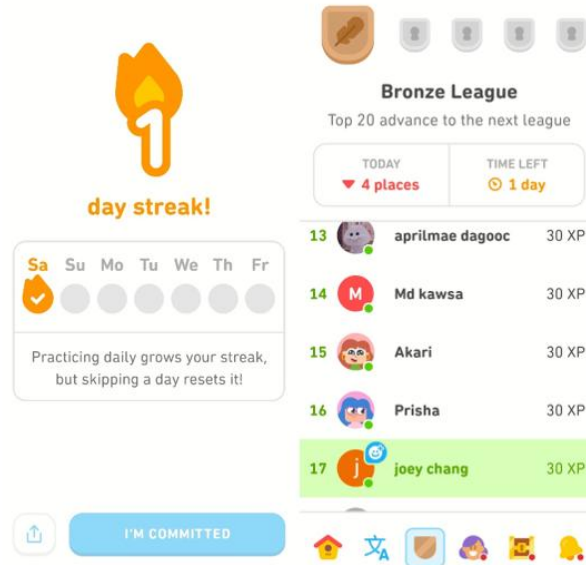 1
day streak!
Sa Su Mo Tu We Th Fr
Practicing daily grows your streak,
but skipping a day resets it!
I'M COMMITTED
Bronze League
Top 20 advance to the next league
TODAY
4 places
TIME LEFT
1 day
13 aprilmae dagooc 30 XP
14 M Md kawsa 30 XP
15 Akari 30 XP
16 Prisha 30 XP
17 j joey chang 30 XP
文A